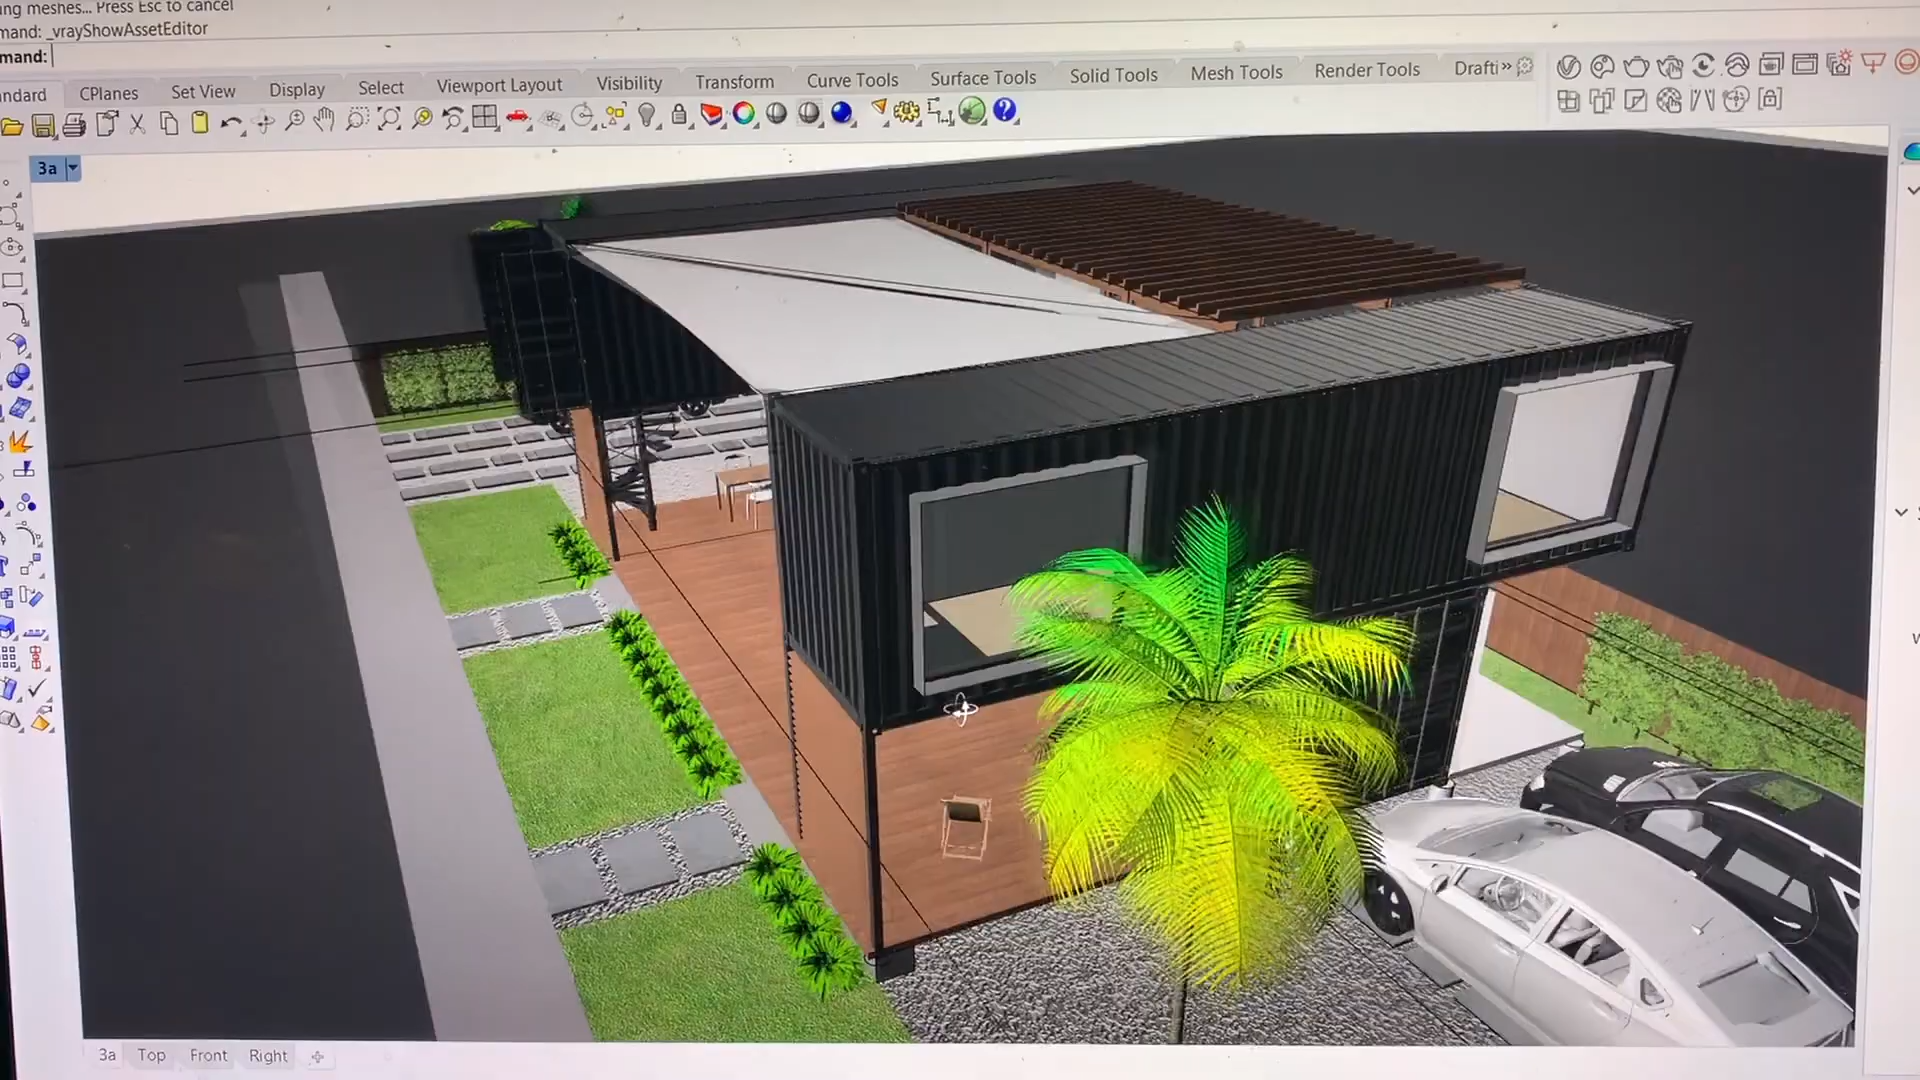 ing meshes... Press Esc to cancel
mand: _vrayShowAssetEditor
mand:
ndard CPlanes Set View Display Select Viewport Layout Visibility Transform Curve Tools Surface Tools Solid Tools Mesh Tools Render Tools Drafti »
3a
3a Top Front Right